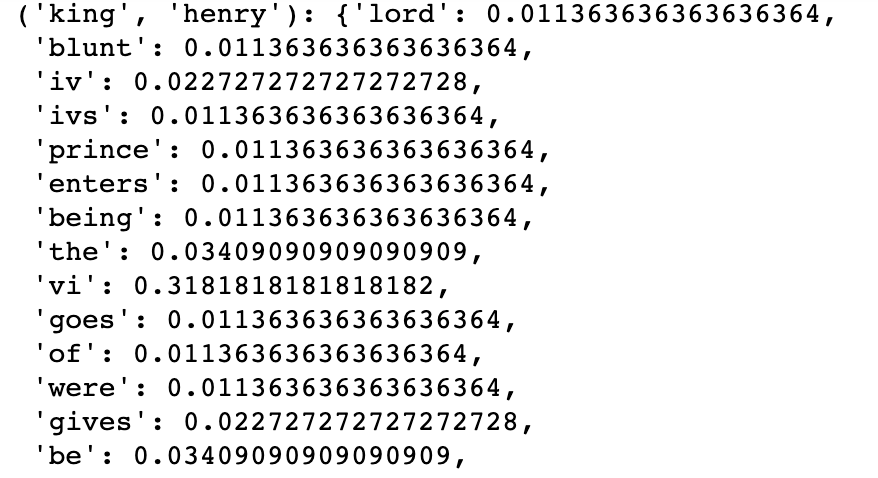 ('king', 'henry'): {'lord': 0.011363636363636364,
'blunt': 0.011363636363636364,
'iv': 0.022727272727272728,
'ivs': 0.011363636363636364,
'prince': 0.011363636363636364,
'enters': 0.011363636363636364,
'being': 0.011363636363636364,
'the': 0.03409090909090909,
'vi': 0.3181818181818182,
'goes': 0.011363636363636364,
'of': 0.011363636363636364,
'were': 0.011363636363636364,
'gives': 0.022727272727272728,
'be': 0.03409090909090909,